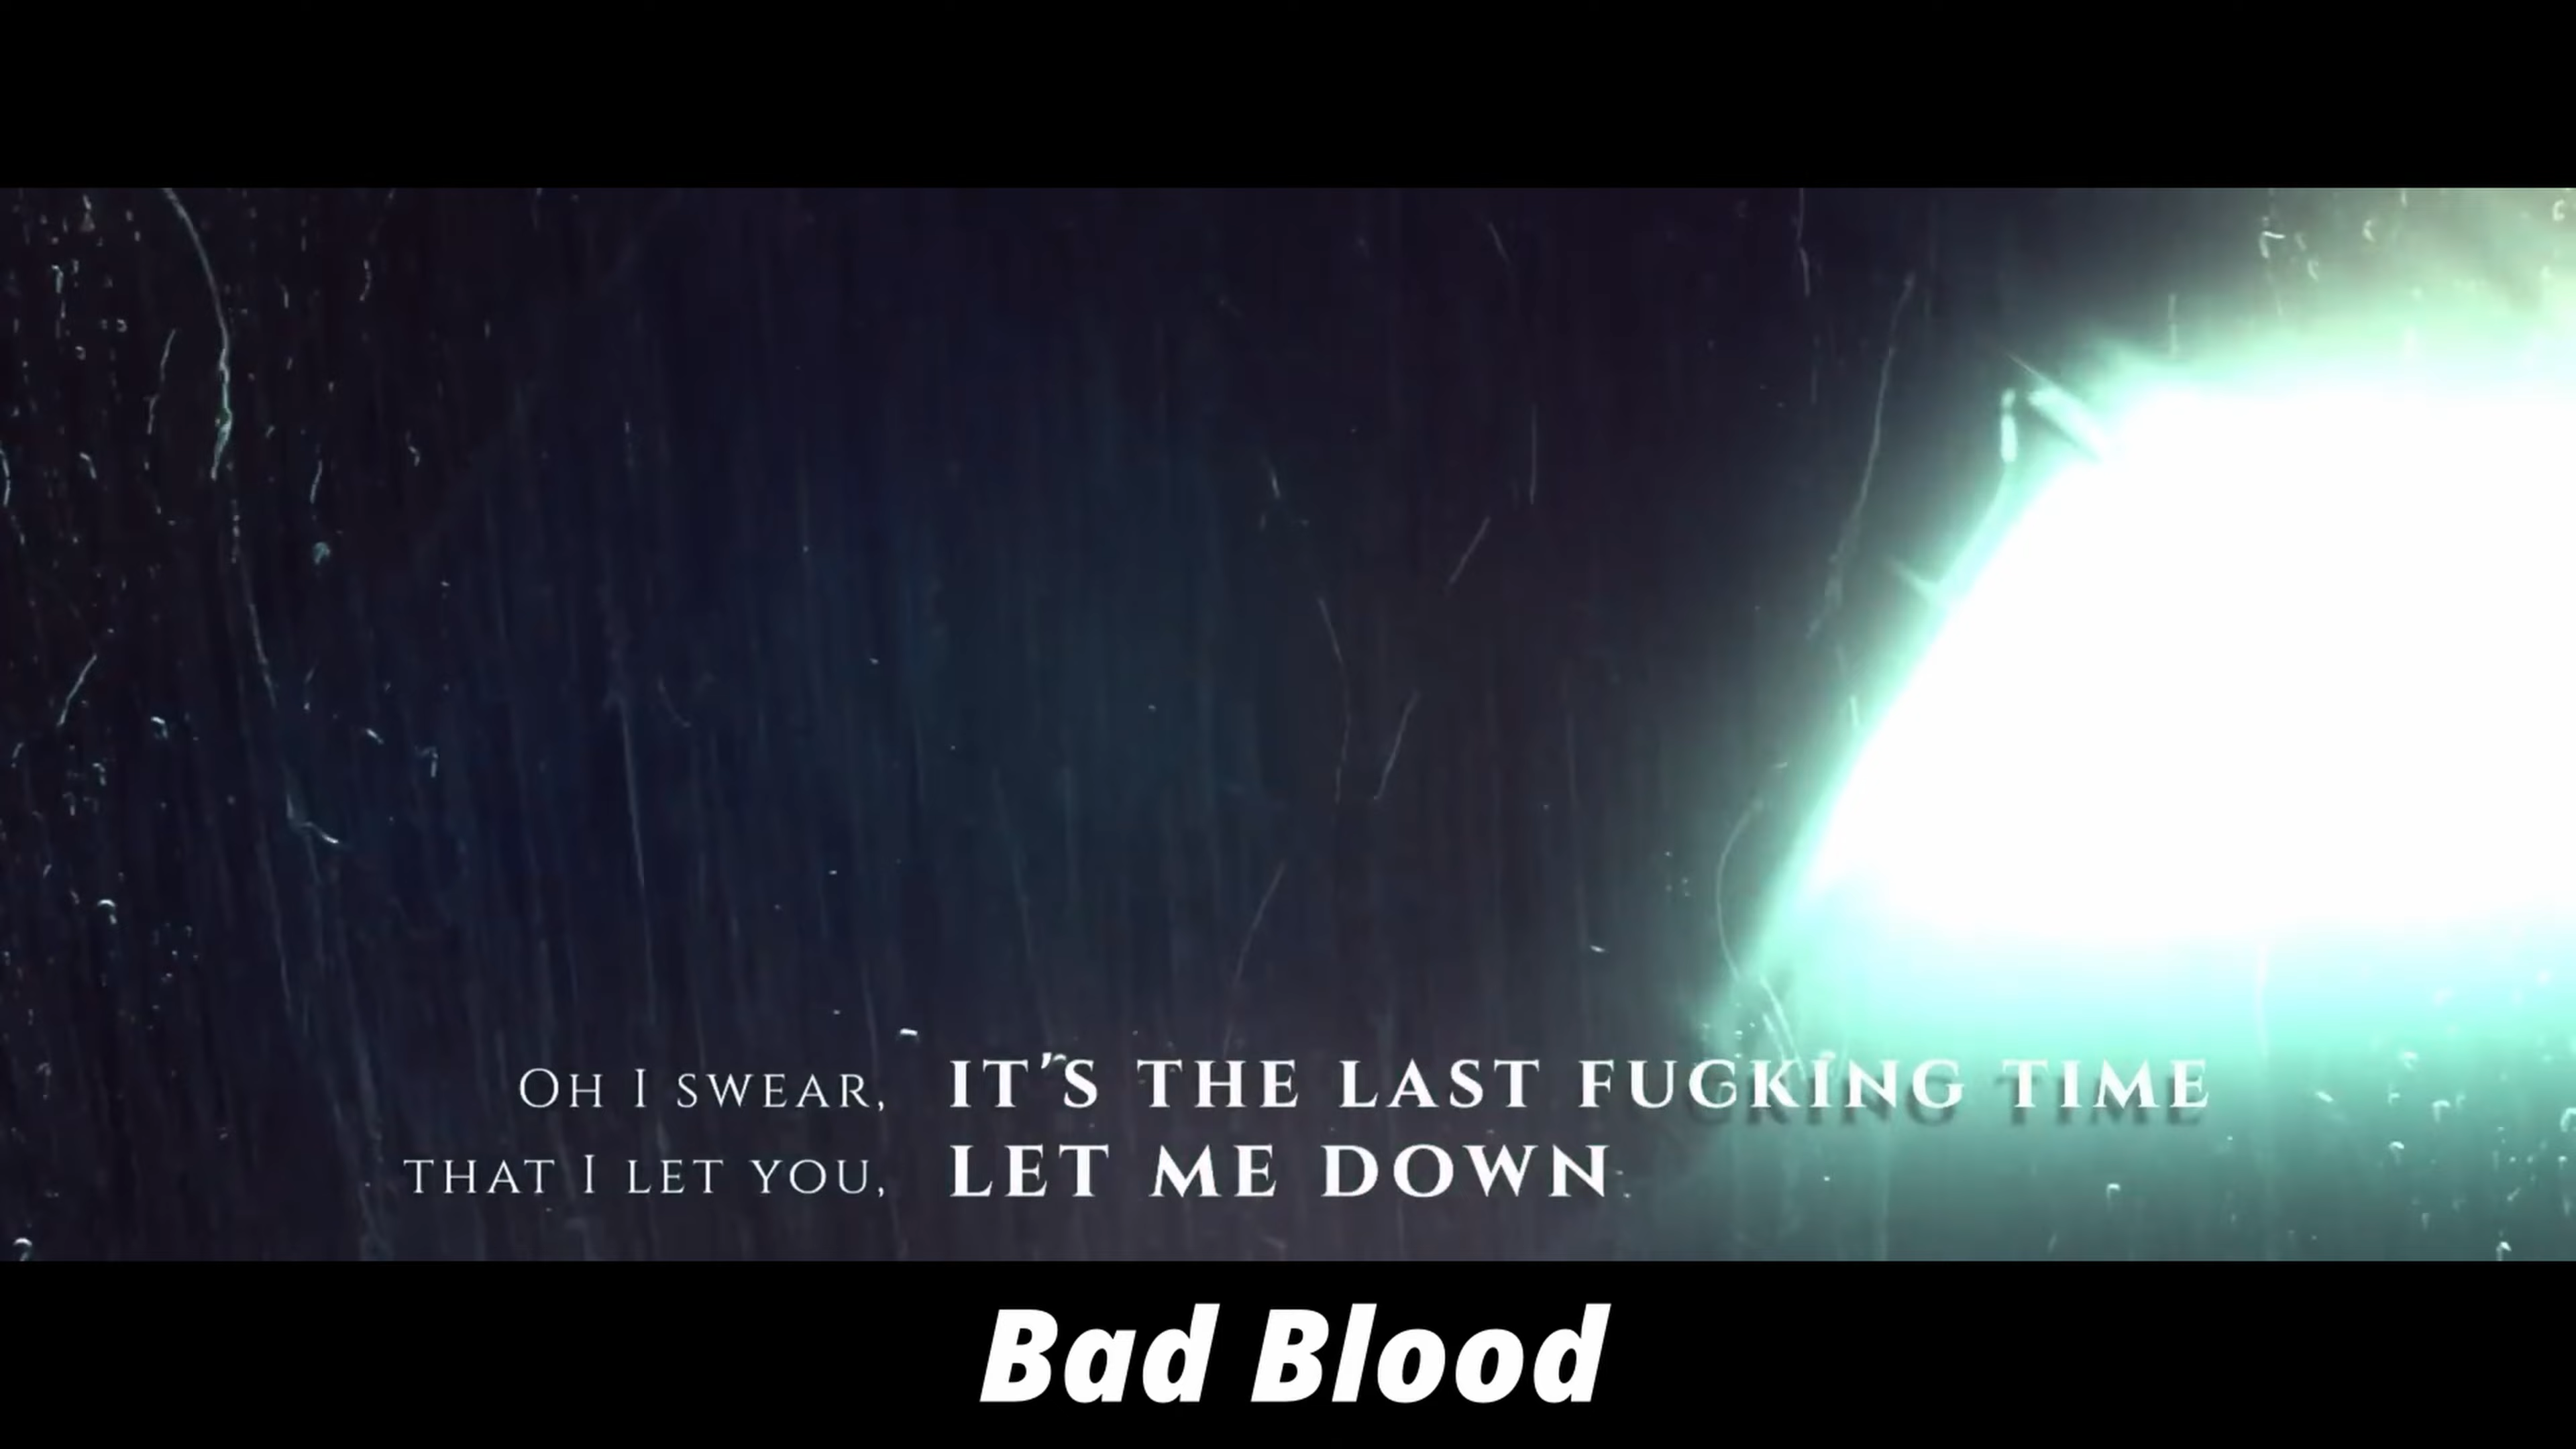 Oh I swear, IT'S THE LAST FUCKING TIME
that I let you, LET ME DOWN
Bad Blood